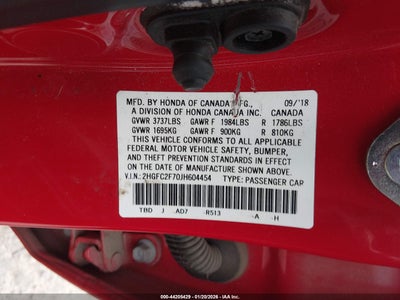 MFD. BY HONDA OF CANADA MFG., 09/'18
A DIVISION OF HONDA CANADA INC. CANADA
GVWR 3737LBS GAWR F 1984LBS R 1786LBS
GVWR 1695KG GAWR F 900KG R 810KG
THIS VEHICLE CONFORMS TO ALL APPLICABLE
FEDERAL MOTOR VEHICLE SAFETY, BUMPER,
AND THEFT PREVENTION STANDARDS IN EFFECT ON
THE DATE OF MANUFACTURE SHOWN ABOVE.
V.I.N.: 2HGFC2F70JH604454 TYPE: PASSENGER CAR
TBD J AD7 R513 -A -H
000-44205429 - 01/20/2026 - IAAI.COM